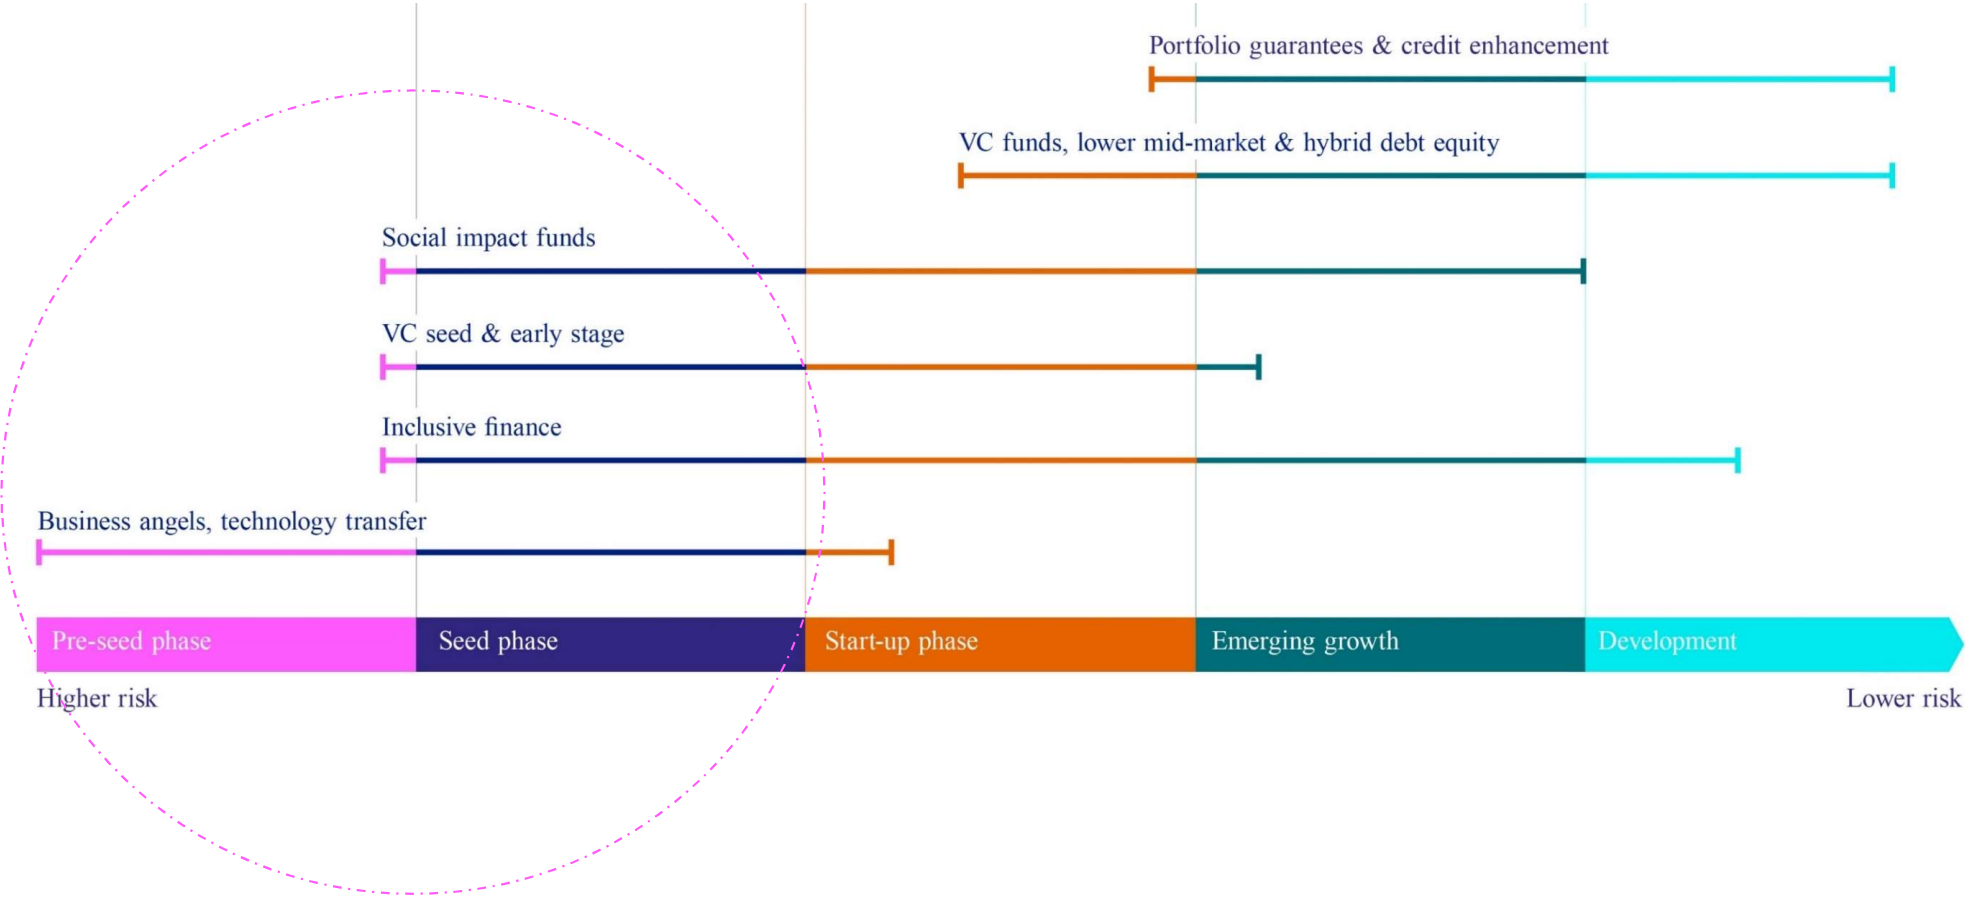 Portfolio guarantees & credit enhancement
VC funds, lower mid-market & hybrid debt equity
Social impact funds
VC seed & early stage
Inclusive finance
Business angels, technology transfer
Pre-seed phase
Seed phase
Start-up phase
Emerging growth
Development
Higher risk
Lower risk